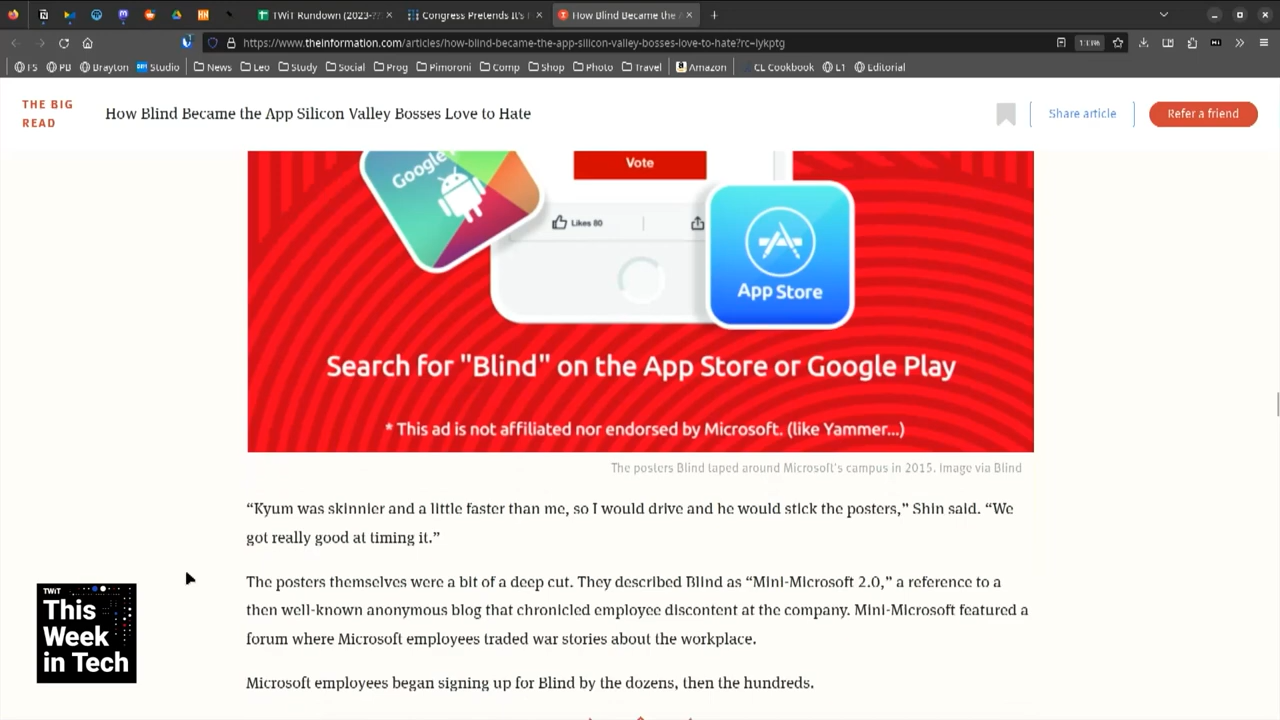 TWiT Rundown (2023-
Congress Pretends It's
How Blind Became the
https://www.theinformation.com/articles/how-blind-became-the-app-silicon-valley-bosses-love-to-hate?rc=lykptg
133%
FS PB Brayton Studio News Leo Study Social Prog Pimoroni Comp Shop Photo Travel Amazon CL Cookbook L1 Editorial
THE BIG
READ
How Blind Became the App Silicon Valley Bosses Love to Hate
Share article
Refer a friend
Google
Vote
Likes 80
App Store
Search for "Blind" on the App Store or Google Play
* This ad is not affiliated nor endorsed by Microsoft. (like Yammer...)
The posters Blind taped around Microsoft's campus in 2015. Image via Blind
“Kyum was skinnier and a little faster than me, so I would drive and he would stick the posters,” Shin said. “We
got really good at timing it.”
The posters themselves were a bit of a deep cut. They described Blind as “Mini-Microsoft 2.0,” a reference to a
then well-known anonymous blog that chronicled employee discontent at the company. Mini-Microsoft featured a
forum where Microsoft employees traded war stories about the workplace.
Microsoft employees began signing up for Blind by the dozens, then the hundreds.
TWiT
This
Week
in Tech